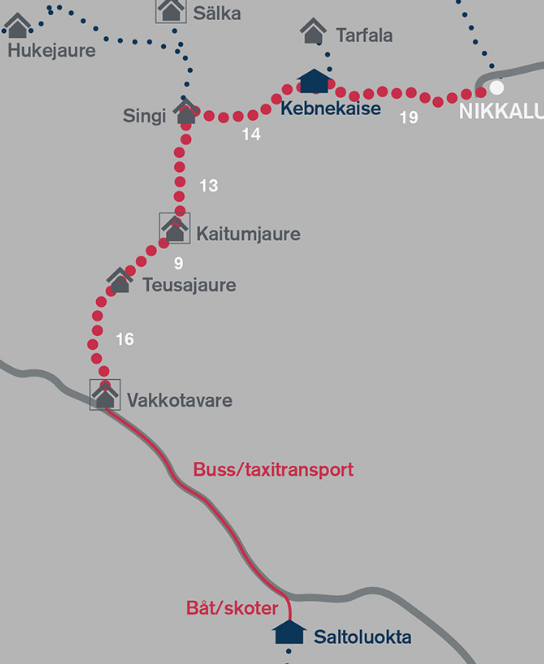 Sälka
Tarfala
Hukejaure
Kebnekaise
NIKKALU
Singi
19
14
13
Kaitumjaure
9
Teusajaure
16
Vakkotavare
Buss/taxitransport
Båt/skoter
Saltoluokta